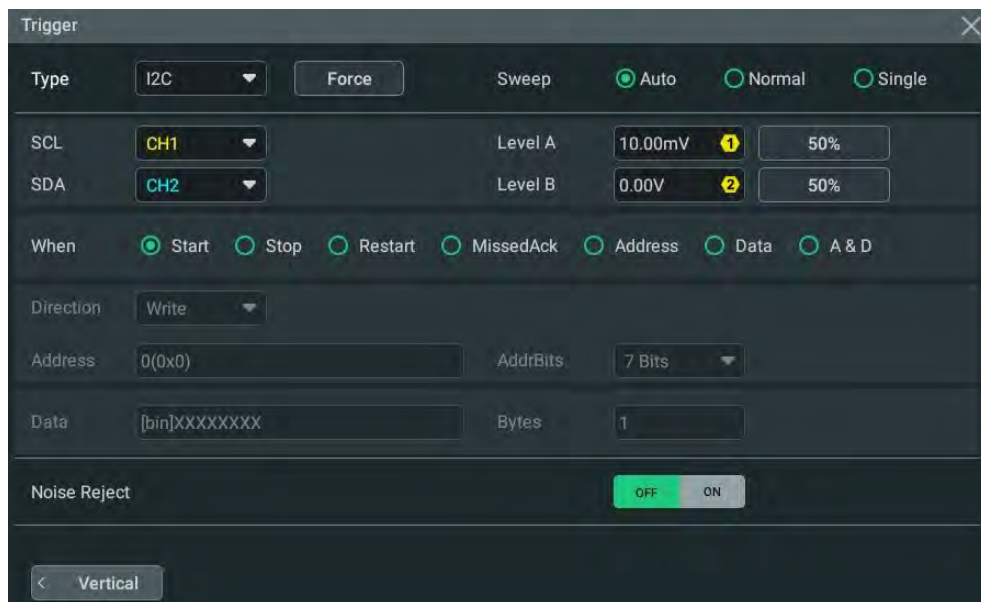 Trigger
Type I2C Force Sweep Auto Normal Single
SCL CH1 Level A 10.00mV 1 50%
SDA CH2 Level B 0.00V 2 50%
When Start Stop Restart MissedAck Address Data A & D
Direction Write
Address 0(0x0) AddrBits 7 Bits
Data [bin]XXXXXXXX Bytes 1
Noise Reject OFF ON
< Vertical